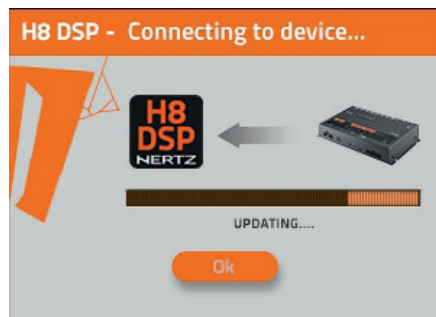 H8 DSP - Connecting to device...
H8
DSP
NERTZ
UPDATING....
Ok